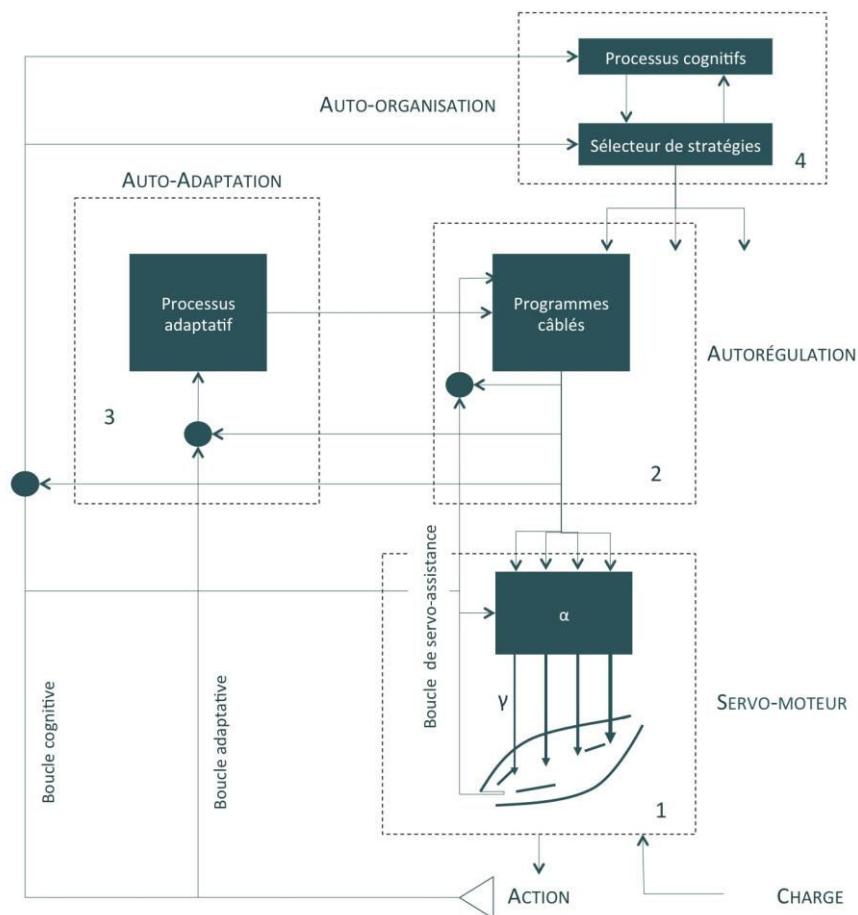 Processus cognitifs
AUTO-ORGANISATION
Sélecteur de stratégies
4
AUTO-ADAPTATION
Processus
adaptatif
Programmes
câblés
AUTORÉGULATION
3
2
Boucle de servo-assistance
α
Boucle cognitive
Boucle adaptative
γ
SERVO-MOTEUR
1
ACTION
CHARGE